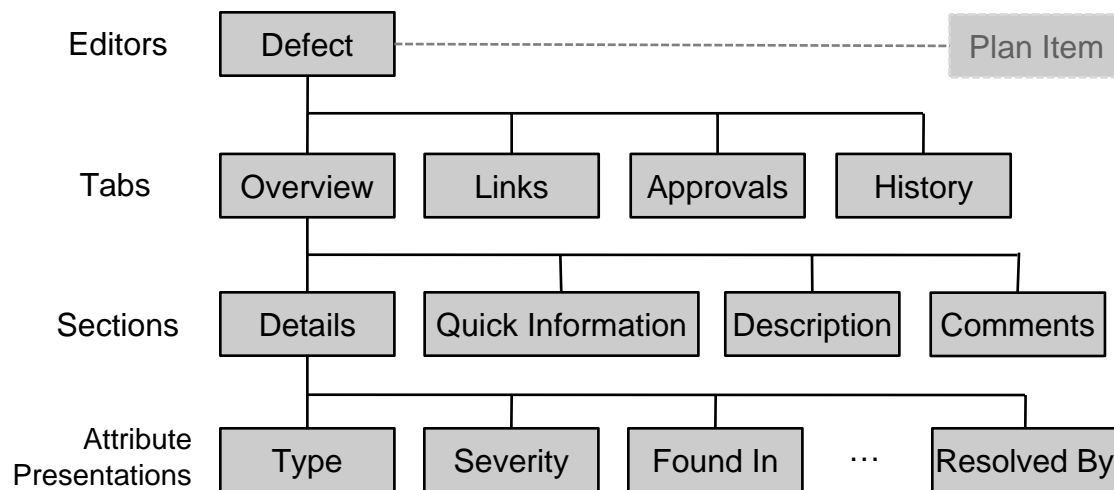 Editors
Defect
Plan Item
Tabs
Overview
Links
Approvals
History
Sections
Details
Quick Information
Description
Comments
Attribute
Presentations
Type
Severity
Found In
...
Resolved By